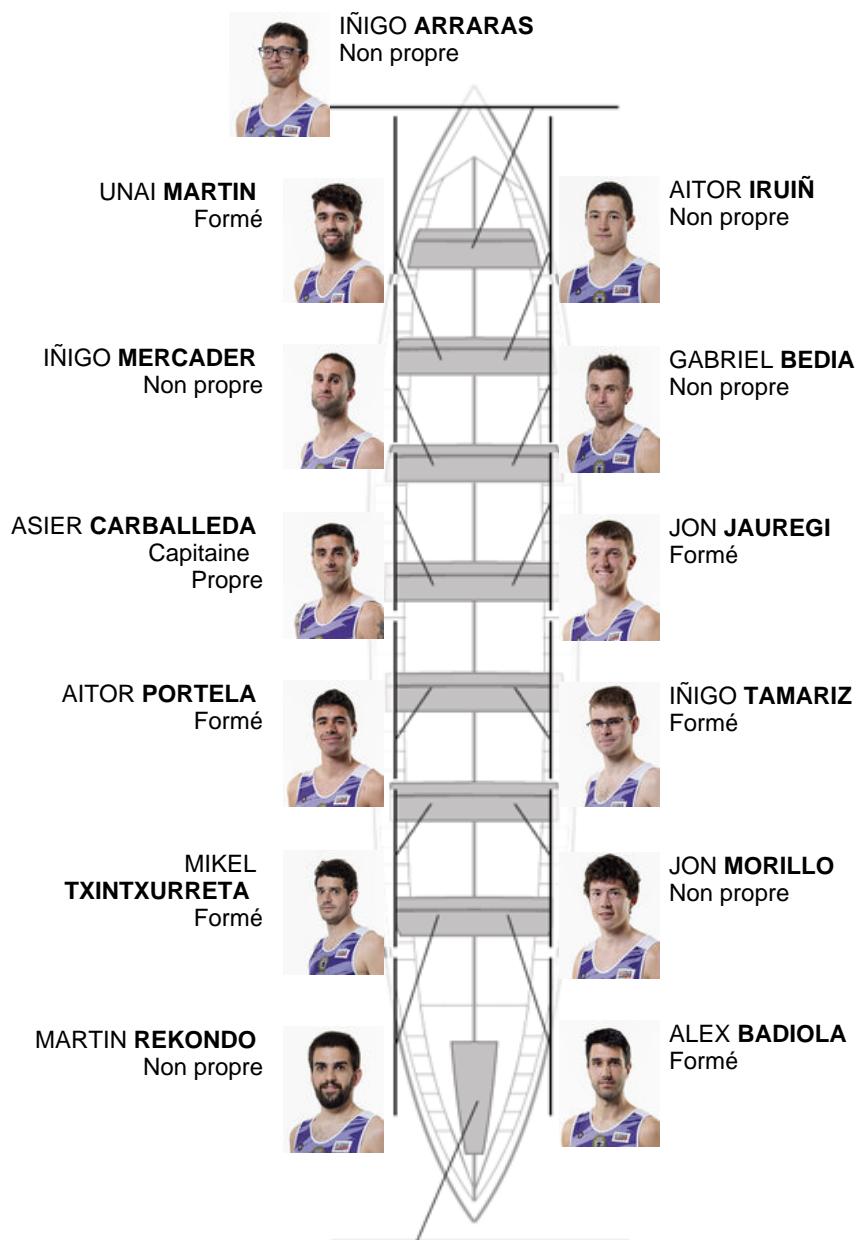 IÑIGO ARRARAS
Non propre
UNAI MARTIN
Formé
AITOR IRUIÑ
Non propre
IÑIGO MERCADER
Non propre
GABRIEL BEDIA
Non propre
ASIER CARBALLEDA
Capitaine
Propre
JON JAUREGI
Formé
AITOR PORTELA
Formé
IÑIGO TAMARIZ
Formé
MIKEL
TXINTXURRETA
Formé
JON MORILLO
Non propre
MARTIN REKONDO
Non propre
ALEX BADIOLA
Formé